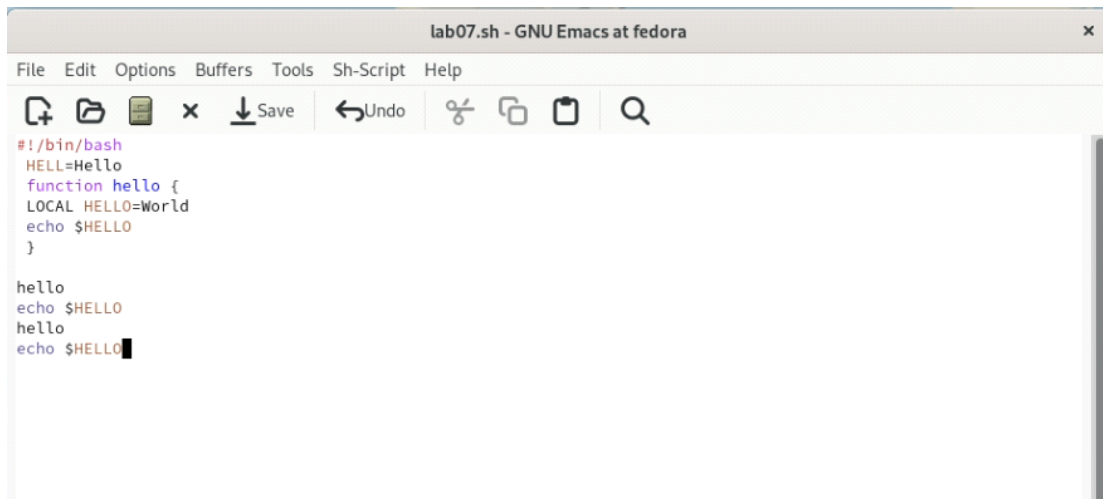 lab07.sh - GNU Emacs at fedora
File Edit Options Buffers Tools Sh-Script Help
Save Undo
#!/bin/bash
HELL=Hello
function hello {
LOCAL HELLO=World
echo $HELLO
}
hello
echo $HELLO
hello
echo $HELLO